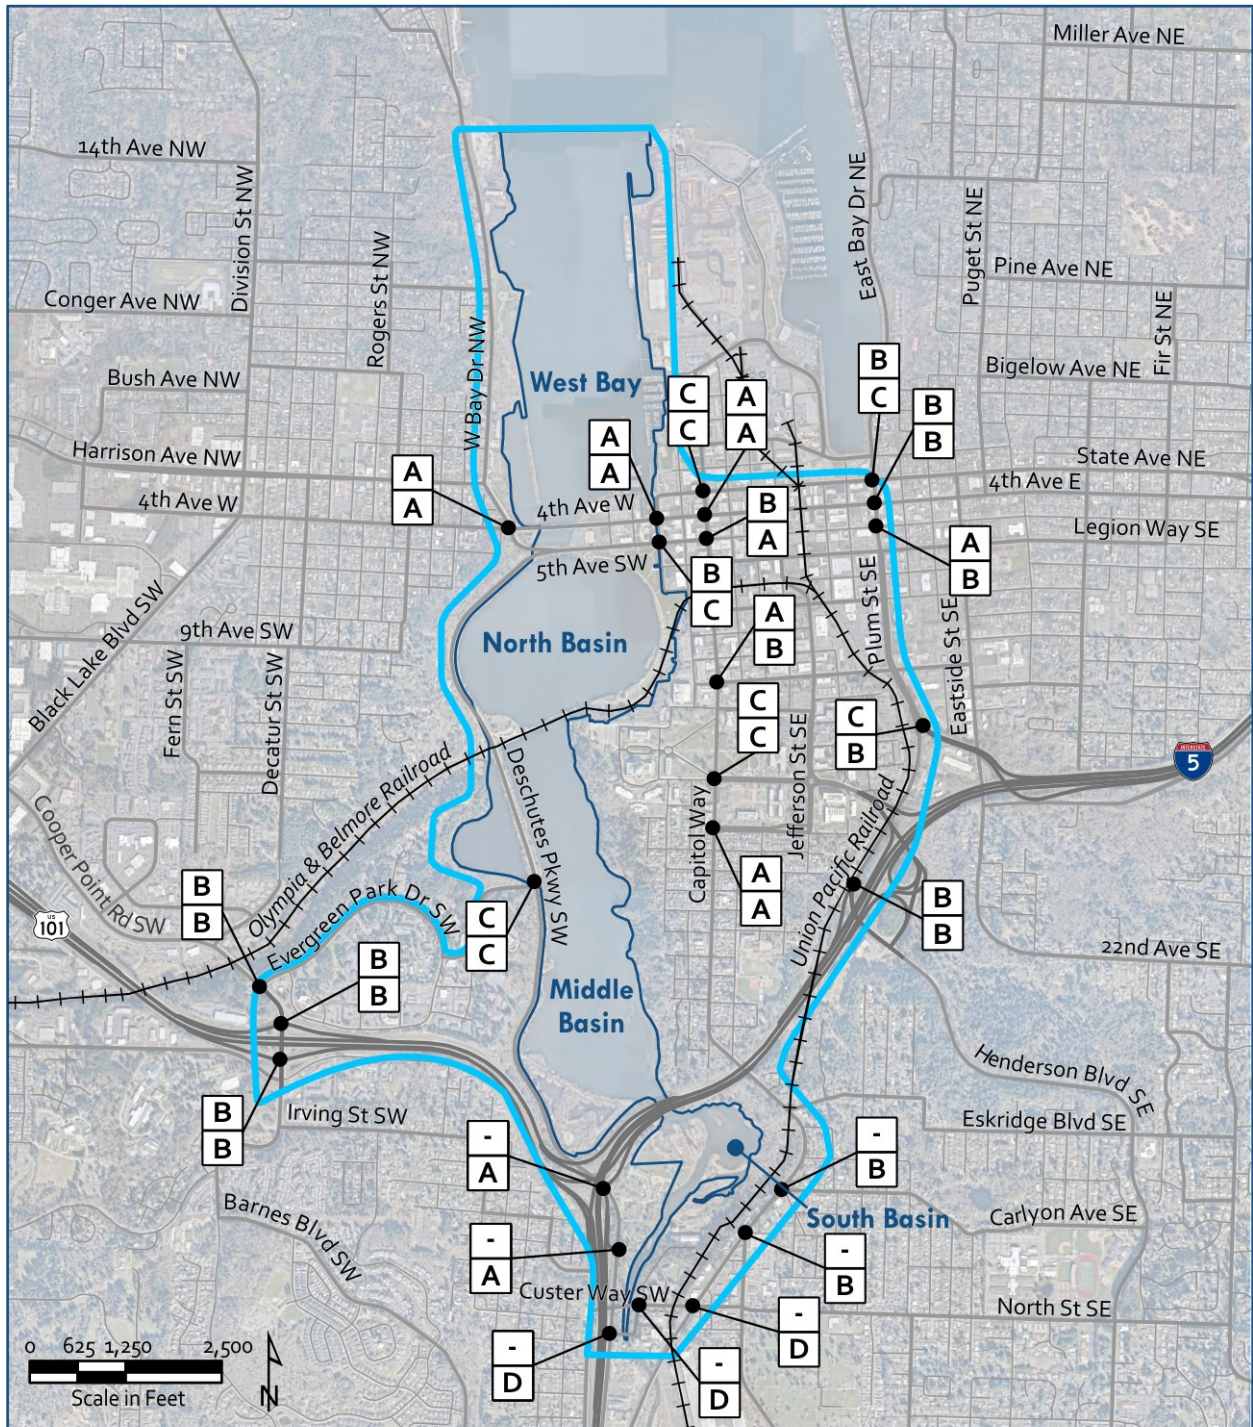 Miller Ave NE
14th Ave NW
Division St NW
East Bay Dr NE
Puget St NE
Rogers St NW
Pine Ave NE
Conger Ave NW
Fir St NE
W Bay Dr NW
Bush Ave NW
West Bay
Bigelow Ave NE
B
C
C
C
A
A
B
B
A
A
Harrison Ave NW
State Ave NE
4th Ave W
4th Ave E
A
A
4th Ave W
B
A
Legion Way SE
5th Ave SW
A
B
B
C
Plum St SE
Eastside St SE
Black Lake Blvd SW
9th Ave SW
North Basin
A
B
Fern St SW
Decatur St SW
C
C
C
B
INTERSTATE
5
Olympia & Belmore Railroad
Deschutes Pkwy SW
Jefferson St SE
Capitol Way
Union Pacific Railroad
Cooper Point Rd SW
A
A
B
B
US
101
Evergreen Park Dr SW
C
C
B
B
22nd Ave SE
B
B
Middle
Basin
Henderson Blvd SE
B
B
Irving St SW
Eskridge Blvd SE
-
A
-
B
Barnes Blvd SW
South Basin
Carlyon Ave SE
-
A
-
B
Custer Way SW
North St SE
-
D
-
D
-
D
0 625 1,250 2,500
Scale in Feet
N